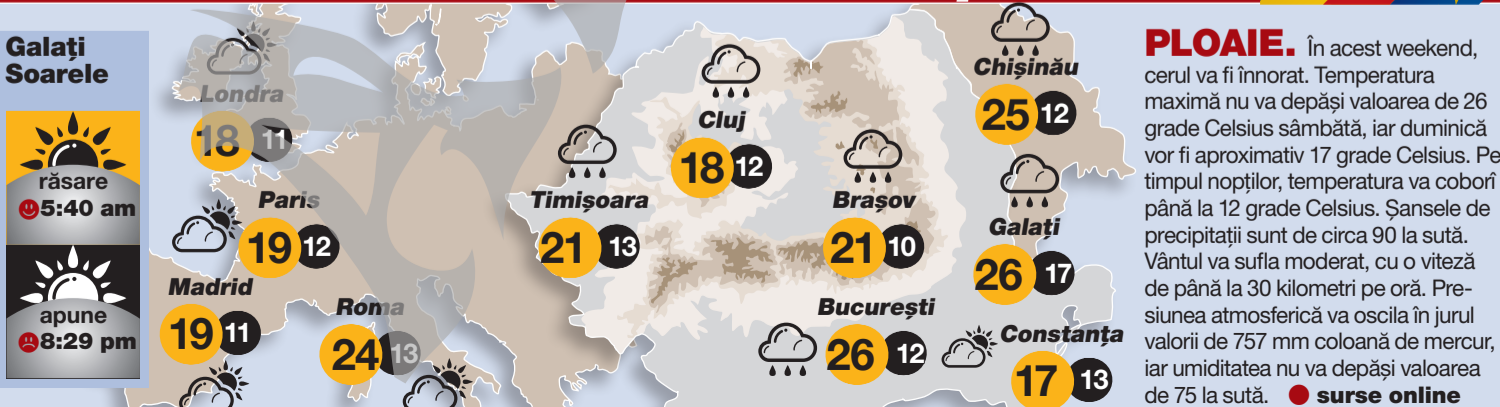 Galați
Soarele
răsare
5:40 am
apune
8:29 pm
Londra
18 11
Paris
19 12
Madrid
19 11
Roma
24 13
Timișoara
21 13
Cluj
18 12
Brașov
21 10
București
26 12
Chișinău
25 12
Galați
26 17
Constanța
17 13
PLOAIE. În acest weekend,
cerul va fi înnorat. Temperatura
maximă nu va depăși valoarea de 26
grade Celsius sâmbătă, iar duminică
vor fi aproximativ 17 grade Celsius. Pe
timpul nopților, temperatura va coborî
până la 12 grade Celsius. Șansele de
precipitații sunt de circa 90 la sută.
Vântul va sufla moderat, cu o viteză
de până la 30 kilometri pe oră. Pre-
siunea atmosferică va oscila în jurul
valorii de 757 mm coloană de mercur,
iar umiditatea nu va depăși valoarea
de 75 la sută. surse online